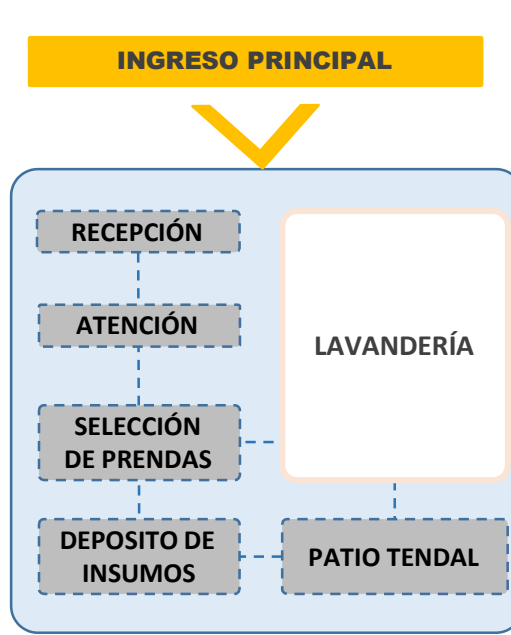 INGRESO PRINCIPAL
RECEPCIÓN
ATENCIÓN
LAVANDERÍA
SELECCIÓN
DE PRENDAS
DEPOSITO DE
INSUMOS
PATIO TENDAL